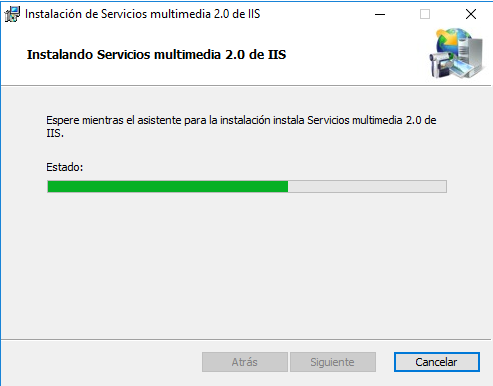 Instalación de Servicios multimedia 2.0 de IIS
Instalando Servicios multimedia 2.0 de IIS
Espere mientras el asistente para la instalación instala Servicios multimedia 2.0 de
IIS.
Estado:
Atrás Siguiente Cancelar